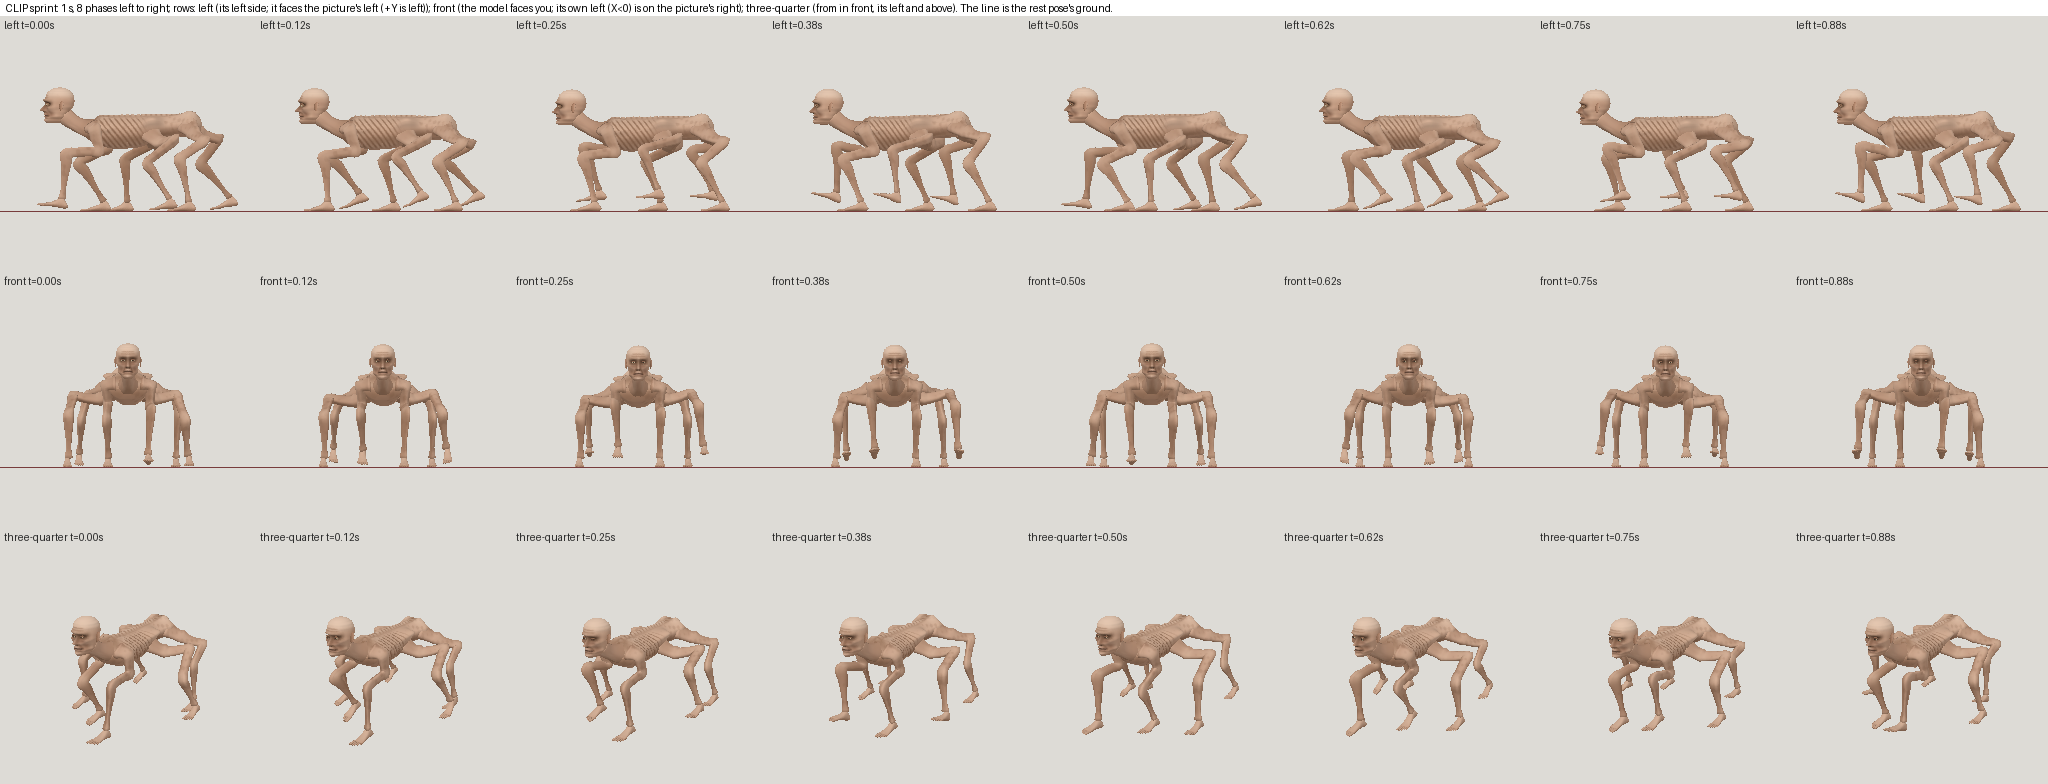 CLIP sprint: 1 s, 8 phases left to right; rows: left (its left side; it faces the picture's left (+Y is left)); front (the model faces you; its own left (X<0) is on the picture's right); three-quarter (from in front, its left and above). The line is the rest pose's ground.
left t=0.00s left t=0.12s left t=0.25s left t=0.38s left t=0.50s left t=0.62s left t=0.75s left t=0.88s
front t=0.00s front t=0.12s front t=0.25s front t=0.38s front t=0.50s front t=0.62s front t=0.75s front t=0.88s
three-quarter t=0.00s three-quarter t=0.12s three-quarter t=0.25s three-quarter t=0.38s three-quarter t=0.50s three-quarter t=0.62s three-quarter t=0.75s three-quarter t=0.88s